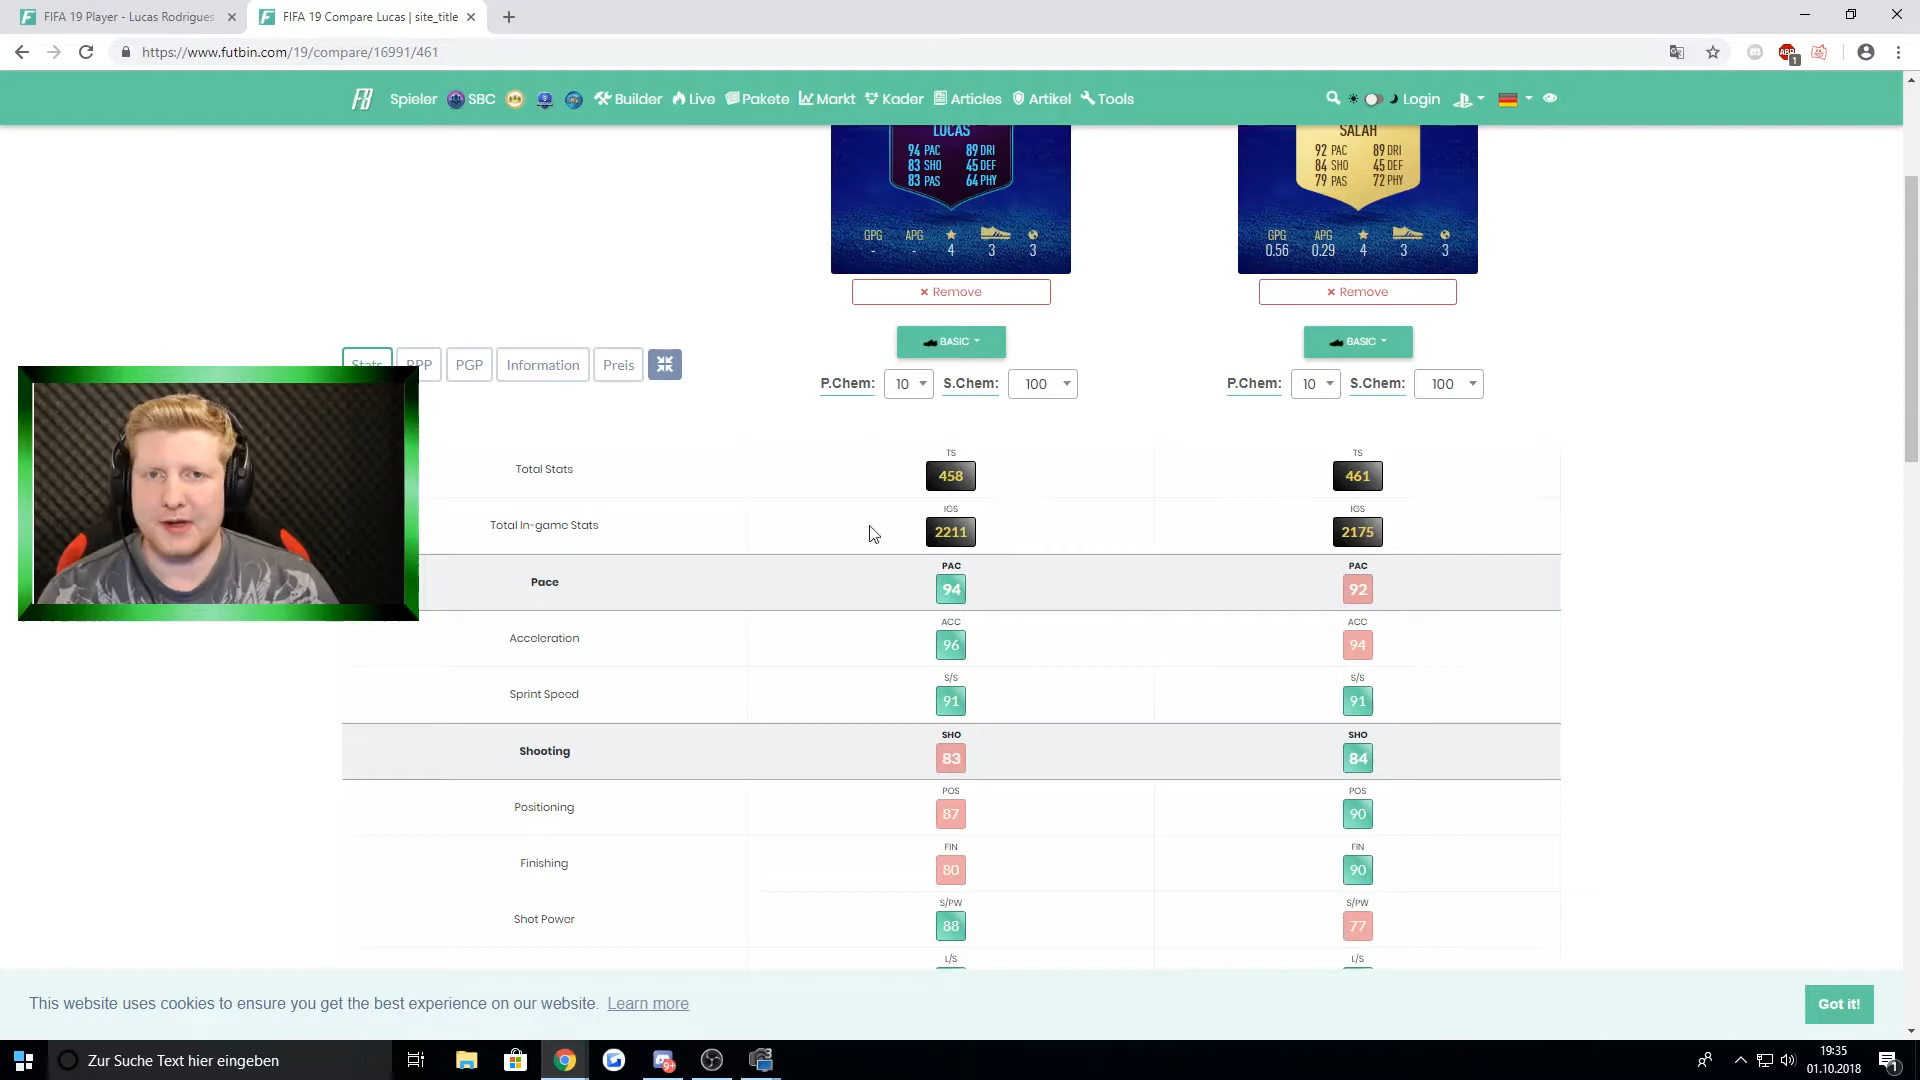 FIFA 19 Player - Lucas Rodrigues
FIFA 19 Compare Lucas | site_title
https://www.futbin.com/19/compare/16991/461
ABP
1
FB
Spieler
SBC
Builder
Live
Pakete
Markt
Kader
Articles
Artikel
Tools
Login
LUCAS
94 PAC 89 DRI
83 SHO 45 DEF
83 PAS 64 PHY
GPG APG
- - 4 3 3
SALAH
92 PAC 89 DRI
84 SHO 45 DEF
79 PAS 72 PHY
GPG APG
0.56 0.29 4 3 3
× Remove
× Remove
BASIC
BASIC
Stats
RPP
PGP
Information
Preis
P.Chem: 10 S.Chem: 100
P.Chem: 10 S.Chem: 100
TS TS
Total Stats 458 461
IGS IGS
Total In-game Stats 2211 2175
PAC PAC
Pace 94 92
ACC ACC
Acceleration 96 94
S/S S/S
Sprint Speed 91 91
SHO SHO
Shooting 83 84
POS POS
Positioning 87 90
FIN FIN
Finishing 80 90
S/PW S/PW
Shot Power 88 77
L/S L/S
This website uses cookies to ensure you get the best experience on our website. Learn more
Got it!
Zur Suche Text hier eingeben
9+
3
19:35
01.10.2018
1